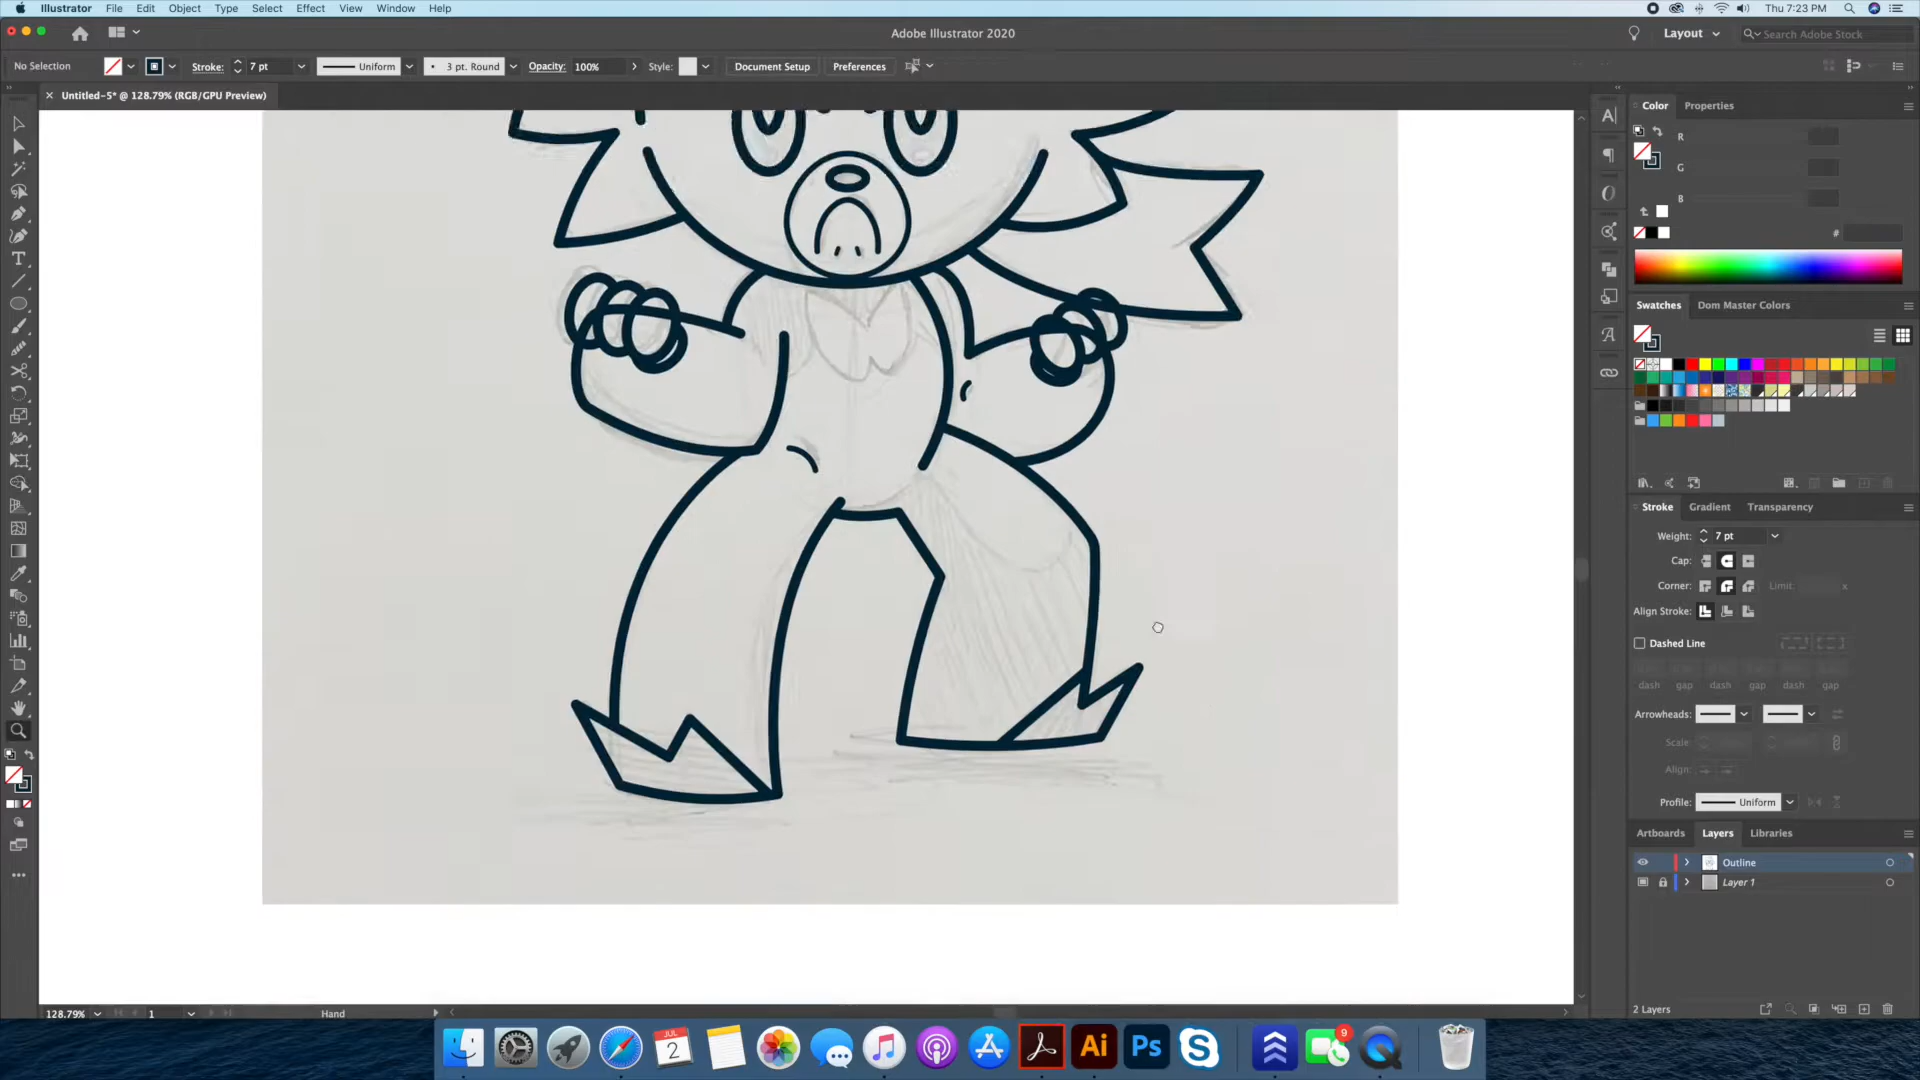 Illustrator File Edit Object Type Select Effect View Window Help Thu 7:23 PM
Adobe Illustrator 2020 Layout Search Adobe Stock
No Selection Stroke: 7 pt Uniform 3 pt. Round Opacity: 100% Style: Document Setup Preferences
Untitled-5* @ 128.79% (RGB/GPU Preview)
Color Properties
R
G
B
#
Swatches Dom Master Colors
Stroke Gradient Transparency
Weight: 7 pt
Cap:
Corner: Limit: x
Align Stroke:
Dashed Line
dash gap dash gap dash gap
Arrowheads:
Scale:
Align:
Profile: Uniform
Artboards Layers Libraries
Outline
Layer 1
2 Layers
128.79% 1 Hand
JUL
2
Ai
Ps
9